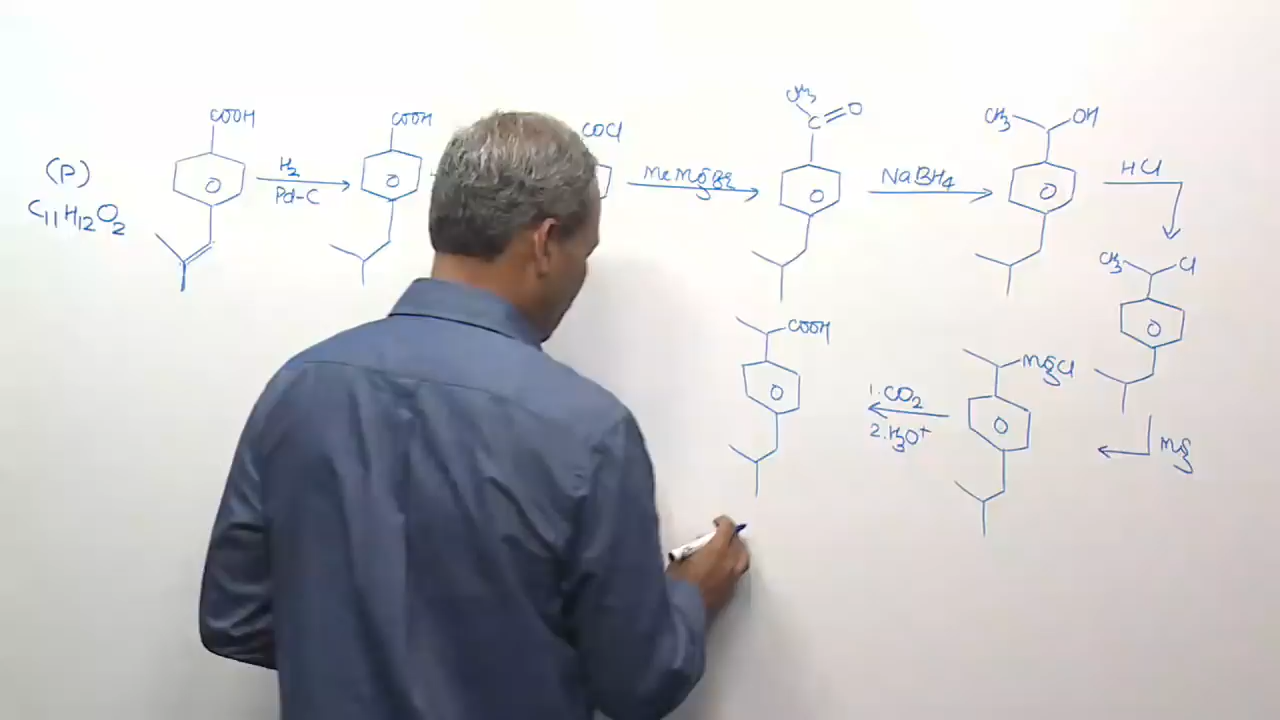 (P)
C11H12O2
COOH
H2
Pd-C
COOH
COCl
MeMgBr
CH3
C=O
NaBH4
CH3
OH
HCl
CH3
Cl
Mg
MgCl
1. CO2
2. H3O+
COOH